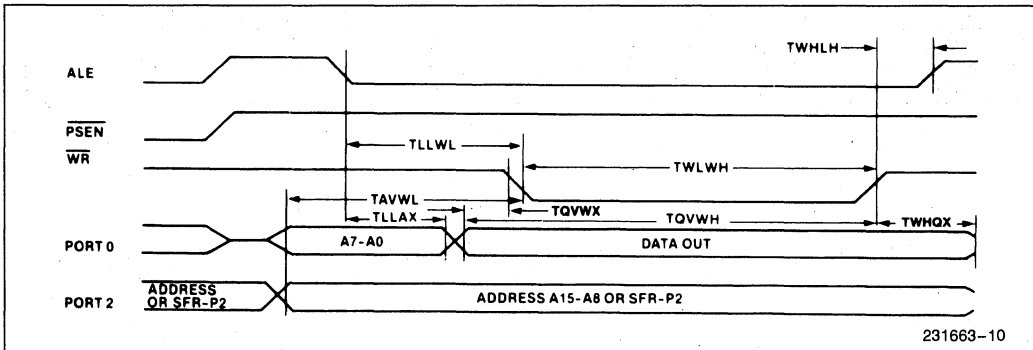 TWHLH
ALE
PSEN
TLLWL
WR
TWLWH
TAVWL
TQVWX
TLLAX
TQVWH
TWHQX
PORT 0
A7-A0
DATA OUT
PORT 2
ADDRESS
OR SFR-P2
ADDRESS A15-A8 OR SFR-P2
231663-10